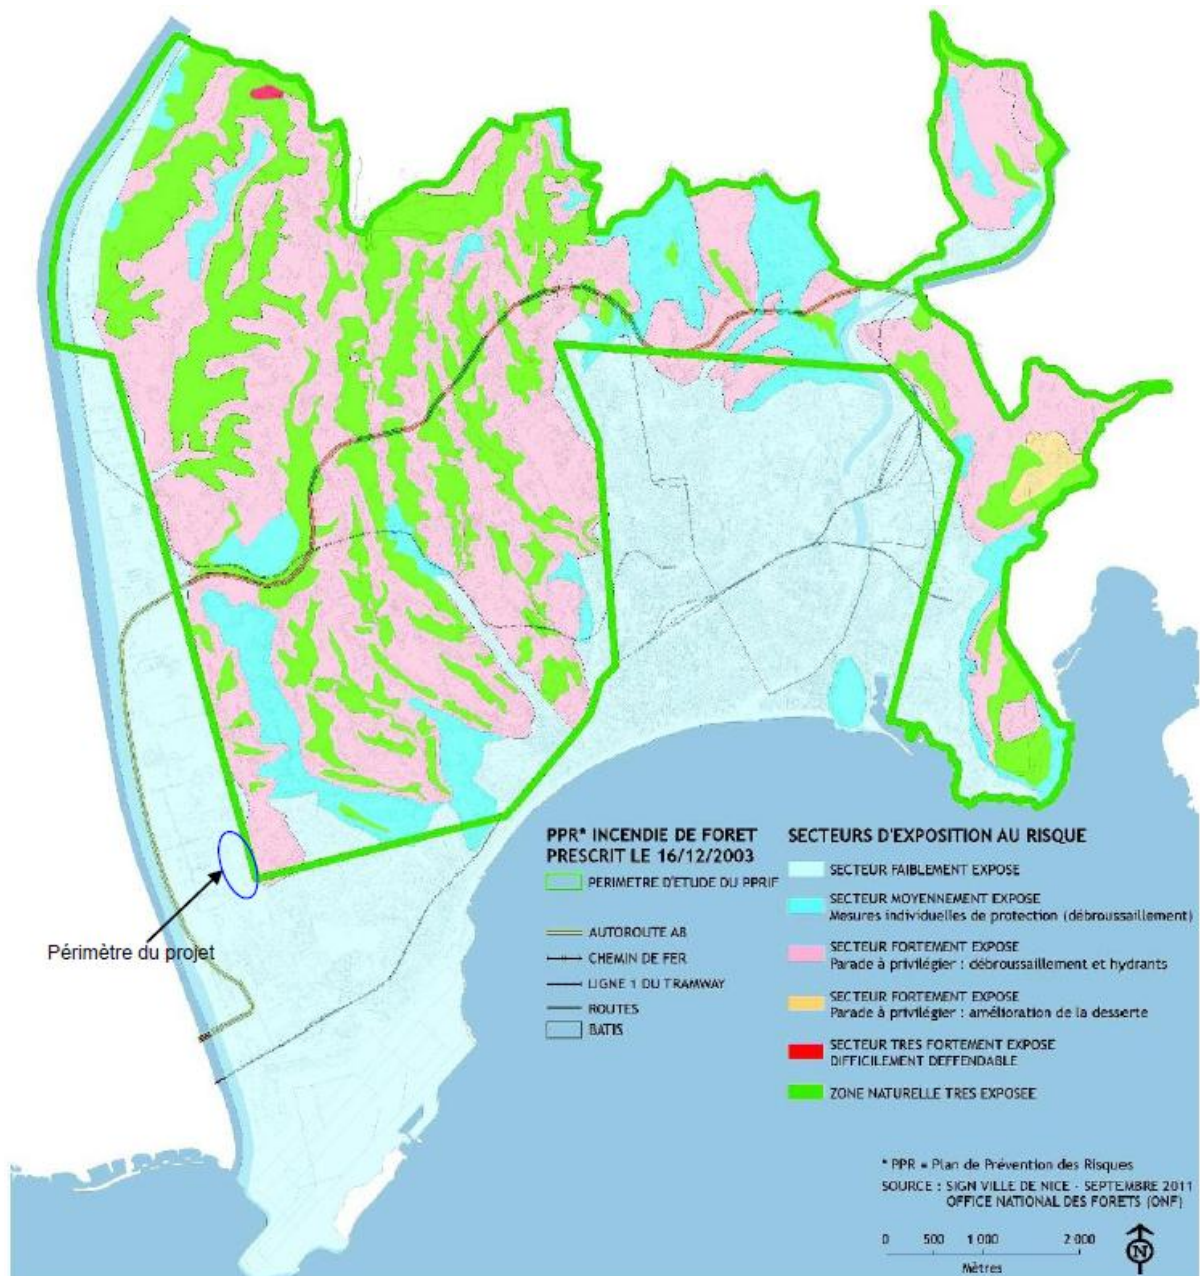 Périmètre du projet
PPR* INCENDIE DE FORET
PRESCRIT LE 16/12/2003
PERIMETRE D'ETUDE DU PPRIF
AUTOROUTE A8
CHEMIN DE FER
LIGNE 1 DU TRAMWAY
ROUTES
BATIS
SECTEURS D'EXPOSITION AU RISQUE
SECTEUR FAIBLEMENT EXPOSE
SECTEUR MOYENNEMENT EXPOSE
Mesures individuelles de protection (débroussaillement)
SECTEUR FORTEMENT EXPOSE
Parade à privilégier : débroussaillement et hydrants
SECTEUR FORTEMENT EXPOSE
Parade à privilégier : amélioration de la desserte
SECTEUR TRES FORTEMENT EXPOSE
DIFFICILEMENT DEFFENDABLE
ZONE NATURELLE TRES EXPOSEE
* PPR = Plan de Prévention des Risques
SOURCE : SIGN VILLE DE NICE - SEPTEMBRE 2011
OFFICE NATIONAL DES FORETS (ONF)
0 500 1 000 2 000
Mètres
N